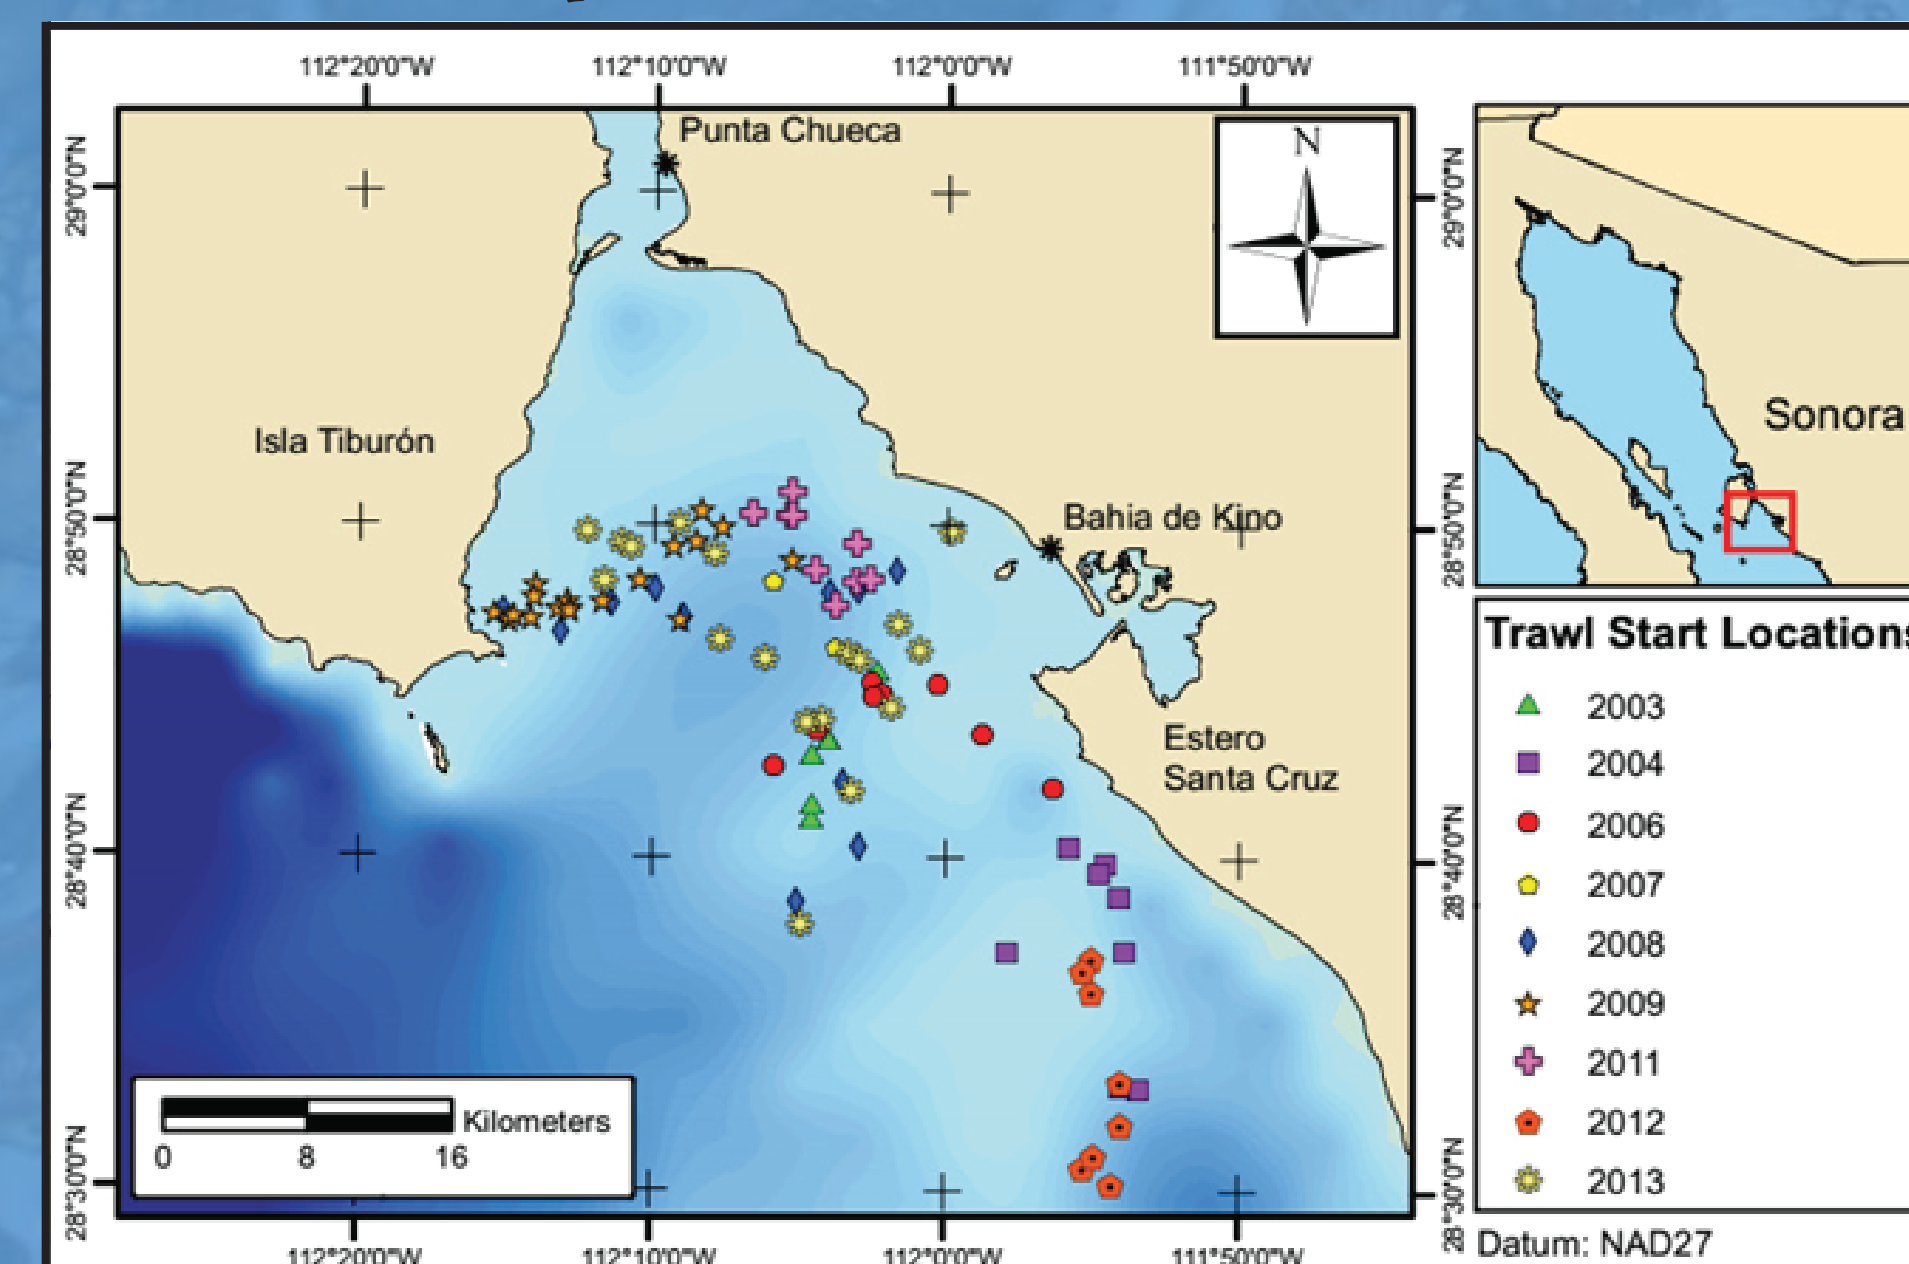 112°20'0"W 112°10'0"W 112°0'0"W 111°50'0"W
Punta Chueca
N
29°0'0"N
29°0'0"N
Isla Tiburón
Sonora
28°50'0"N
Bahia de Kino
28°50'0"N
Estero
Santa Cruz
28°40'0"N
28°40'0"N
Kilometers
0 8 16
28°30'0"N
28°30'0"N
112°20'0"W 112°10'0"W 112°0'0"W 111°50'0"W
Trawl Start Locations
2003
2004
2006
2007
2008
2009
2011
2012
2013
Datum: NAD27